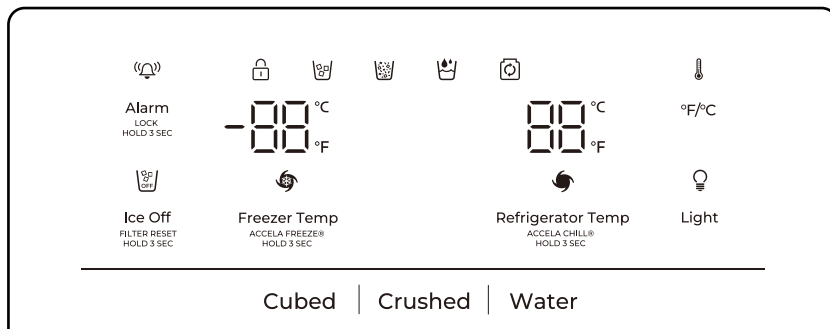 -88 °C °F
88 °C °F
Alarm
LOCK
HOLD 3 SEC
°F/°C
OFF
Ice Off
FILTER RESET
HOLD 3 SEC
Freezer Temp
ACCELA FREEZE®
HOLD 3 SEC
Refrigerator Temp
ACCELA CHILL®
HOLD 3 SEC
Light
Cubed | Crushed | Water